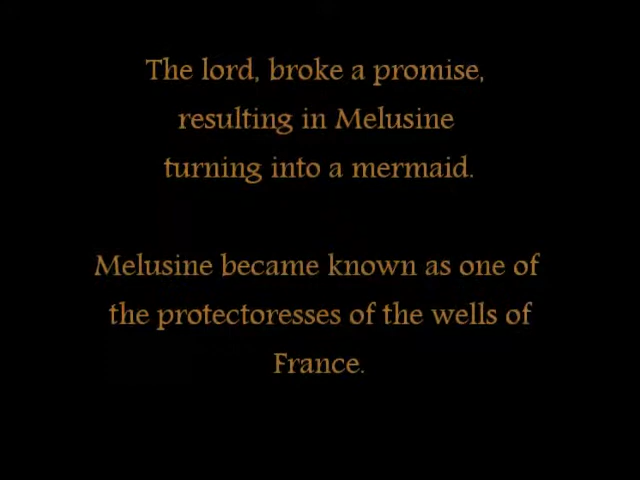 The lord, broke a promise,
resulting in Melusine
turning into a mermaid.
Melusine became known as one of
the protectoresses of the wells of
France.